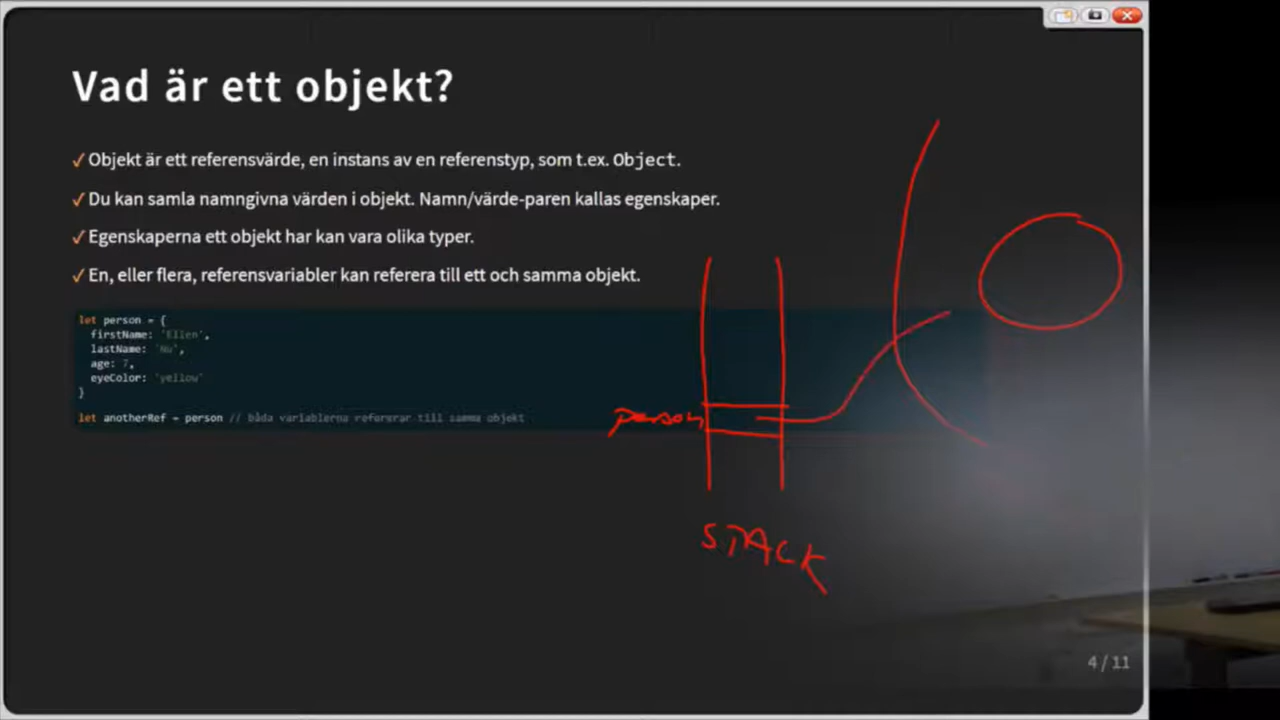 Vad är ett objekt?
✓ Objekt är ett referensvärde, en instans av en referenstyp, som t.ex. Object.
✓ Du kan samla namngivna värden i objekt. Namn/värde-paren kallas egenskaper.
✓ Egenskaperna ett objekt har kan vara olika typer.
✓ En, eller flera, referensvariabler kan referera till ett och samma objekt.
let person = {
firstName: 'Ellen',
lastName: 'Nu',
age: 7,
eyeColor: 'yellow'
}
let anotherRef = person // båda variablerna refererar till samma objekt
person
STACK
4 / 11